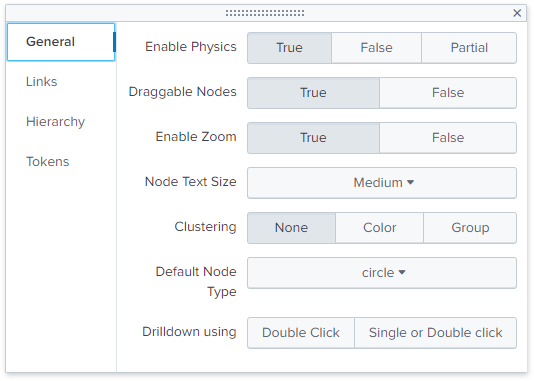 General
Links
Hierarchy
Tokens
Enable Physics True False Partial
Draggable Nodes True False
Enable Zoom True False
Node Text Size Medium
Clustering None Color Group
Default Node circle
Type
Drilldown using Double Click Single or Double click